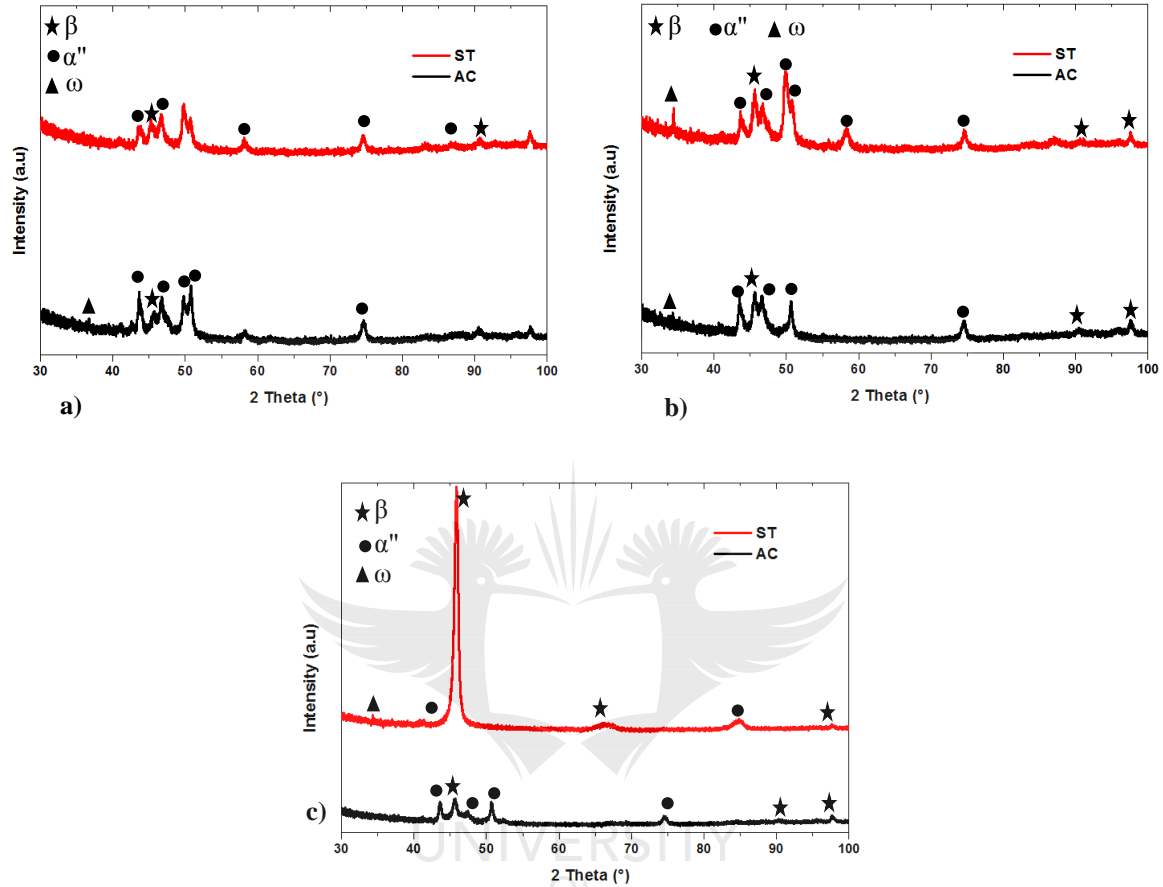 ★ β
● α"
▲ ω
ST
AC
Intensity (a.u)
30 40 50 60 70 80 90 100
2 Theta (°)
a)
★ β ● α" ▲ ω
ST
AC
Intensity (a.u)
30 40 50 60 70 80 90 100
2 Theta (°)
b)
★ β
● α"
▲ ω
ST
AC
Intensity (a.u)
c)
30 40 50 60 70 80 90 100
UNIVERSITY
2 Theta (°)